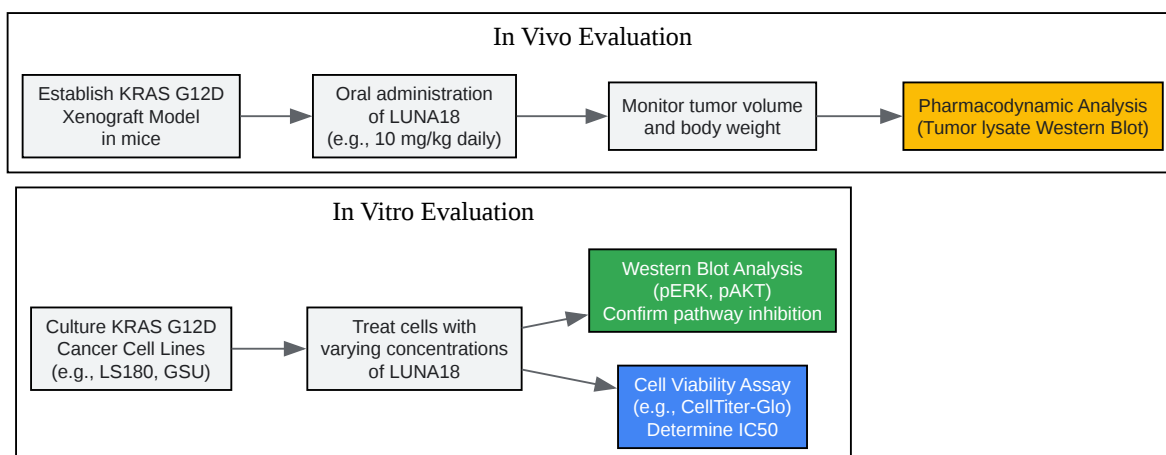 In Vivo Evaluation
Establish KRAS G12D
Xenograft Model
in mice
Oral administration
of LUNA18
(e.g., 10 mg/kg daily)
Monitor tumor volume
and body weight
Pharmacodynamic Analysis
(Tumor lysate Western Blot)
In Vitro Evaluation
Culture KRAS G12D
Cancer Cell Lines
(e.g., LS180, GSU)
Treat cells with
varying concentrations
of LUNA18
Western Blot Analysis
(pERK, pAKT)
Confirm pathway inhibition
Cell Viability Assay
(e.g., CellTiter-Glo)
Determine IC50